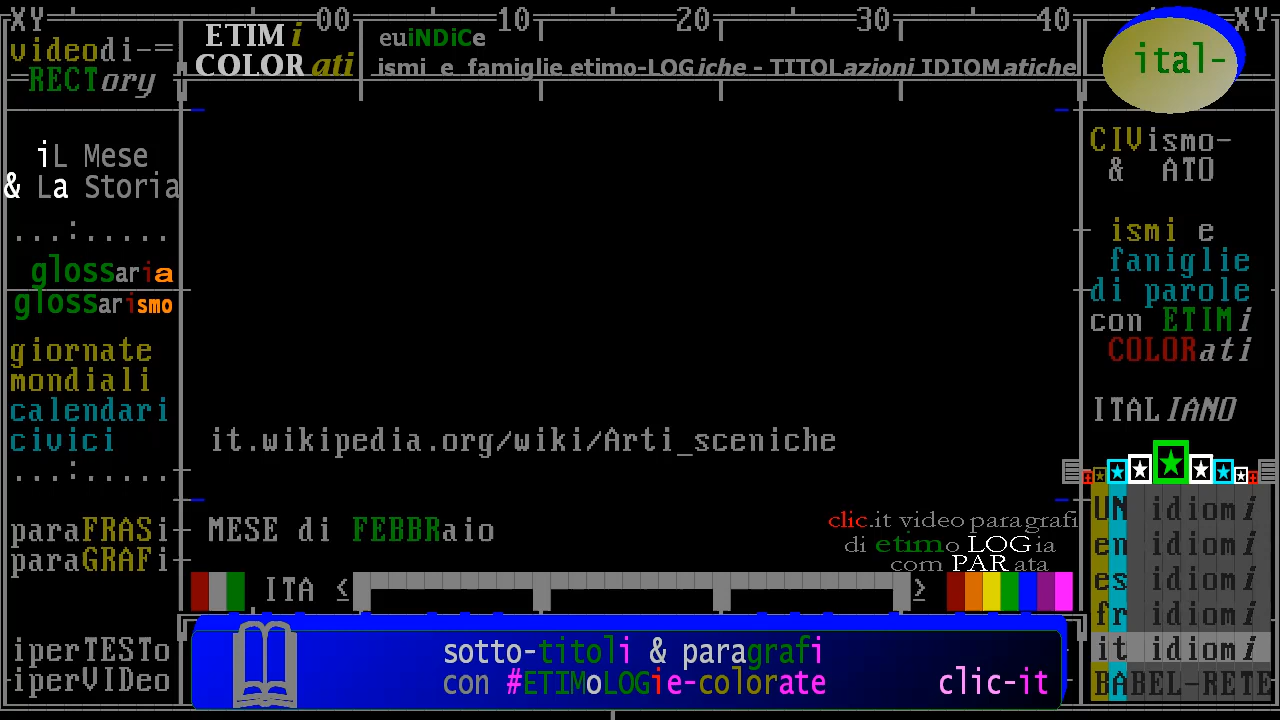 XY 00 10 20 30 40 XY
videodi-=
=RECTory
ETIMi
COLORati
euiNDiCe
ismi e famiglie etimo-LOGiche - TITOLazioni IDIOMatiche
ital-
iL Mese
& La Storia
...:.....
glossaria
glossarismo
giornate
mondiali
calendari
civici
...:.....
paraFRASi
paraGRAFi
iperTESTo
iperVIDeo
it.wikipedia.org/wiki/Arti_sceniche
MESE di FEBBRaio
clic.it video paragrafi
di etimo LOGia
com PARata
ITA < >
sotto-titoli & paragrafi
con #ETIMoLOGie-colorate
clic-it
CIVismo-
& ATO
ismi e
faniglie
di parole
con ETIMi
COLORati
ITALIANO
UN idiomi
en idiomi
es idiomi
fr idiomi
it idiomi
BABEL-RETE